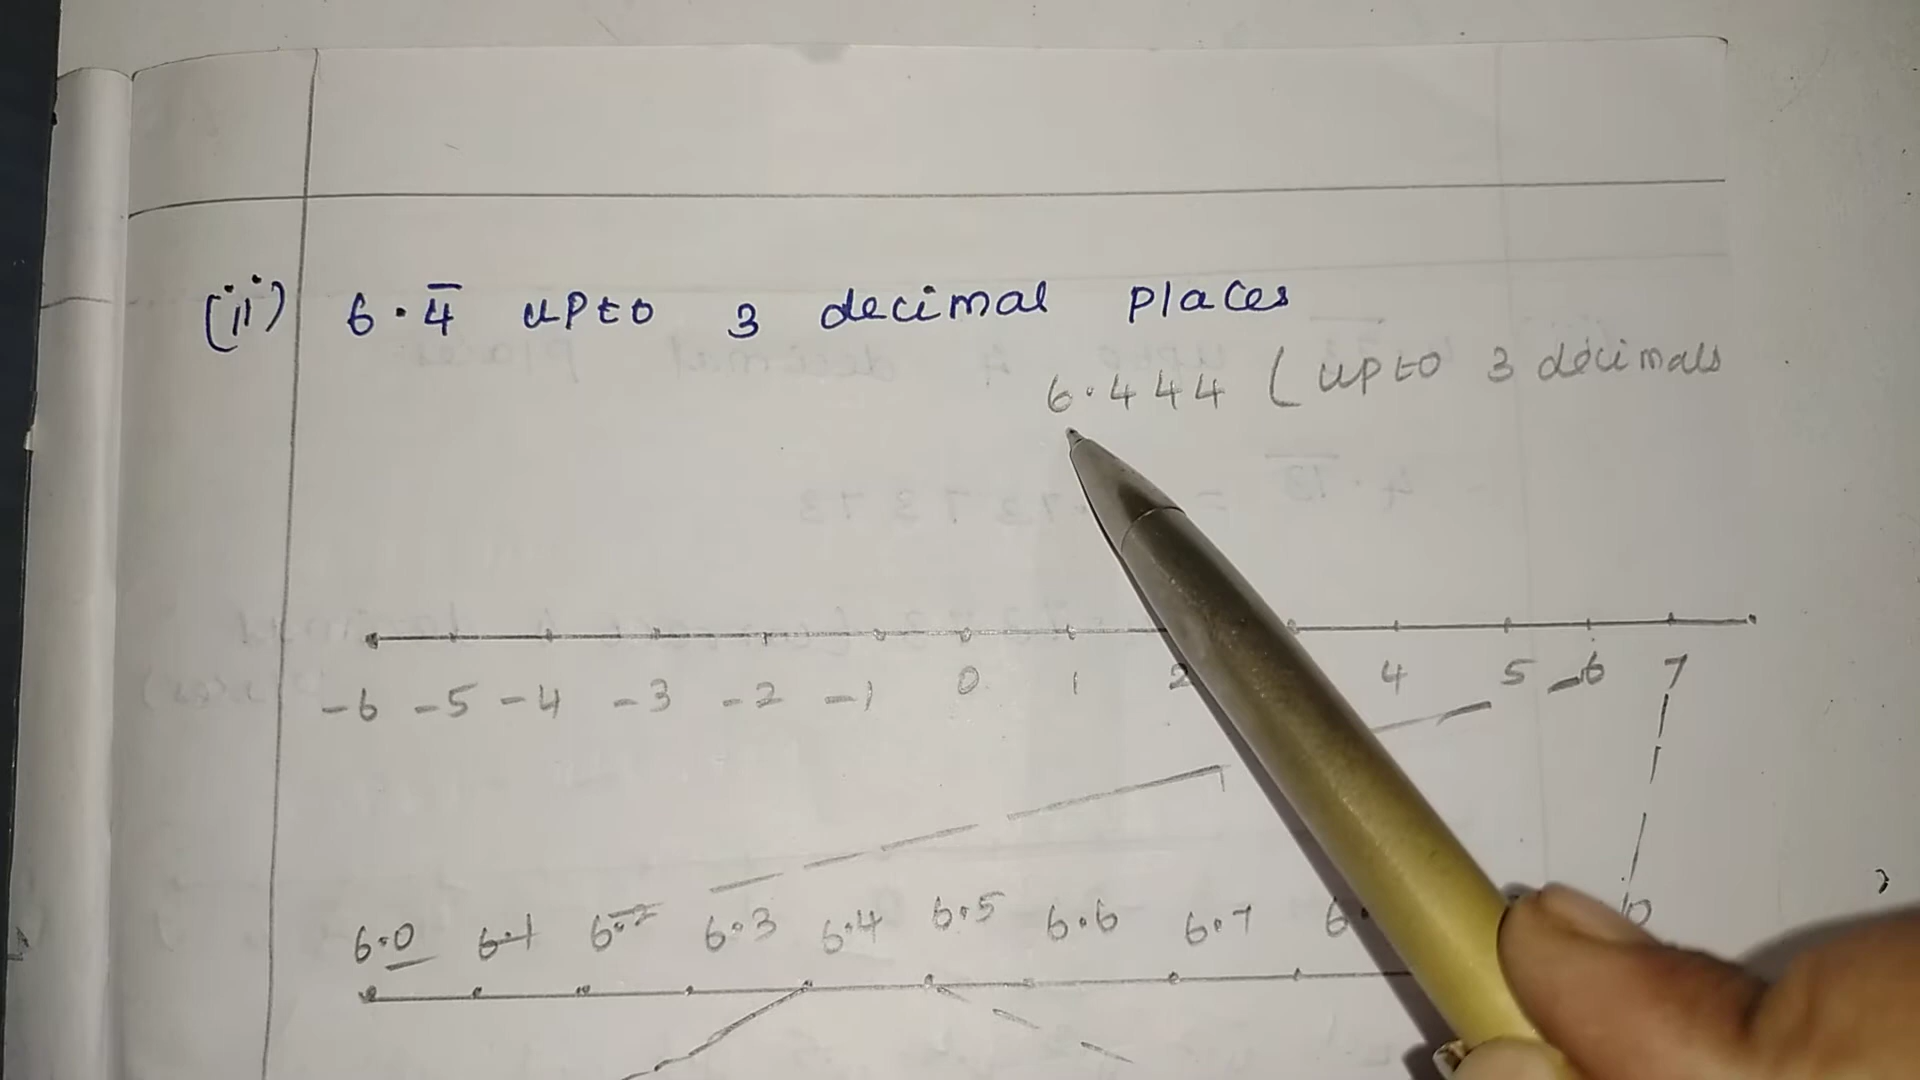 (ii) 6.4̅ upto 3 decimal places
6.444 (upto 3 decimals
-6 -5 -4 -3 -2 -1 0 1 2 4 5 6 7
6.0 6.1 6.2 6.3 6.4 6.5 6.6 6.7